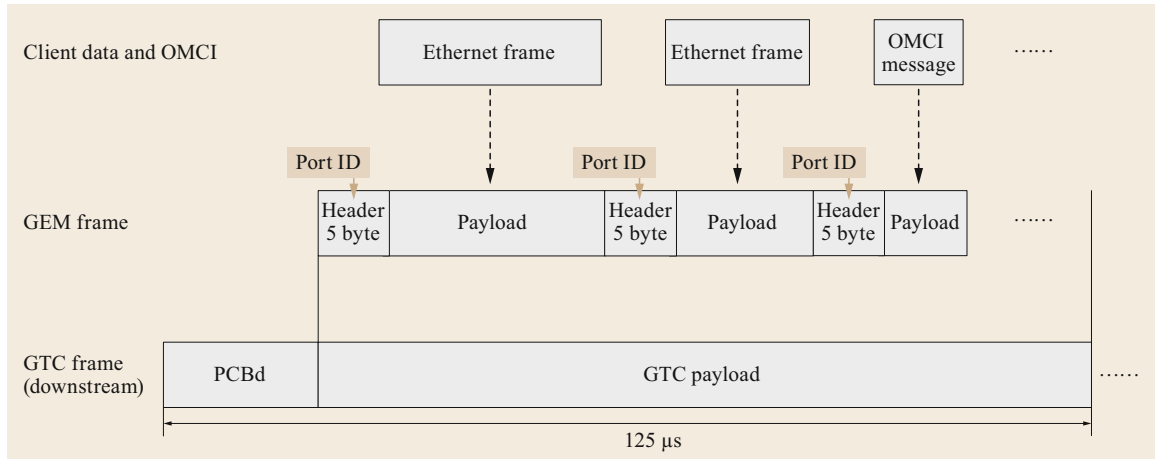 Client data and OMCI
Ethernet frame
Ethernet frame
OMCI
message
……
Port ID
Port ID
Port ID
GEM frame
Header
5 byte
Payload
Header
5 byte
Payload
Header
5 byte
Payload
……
GTC frame
(downstream)
PCBd
GTC payload
……
125 µs